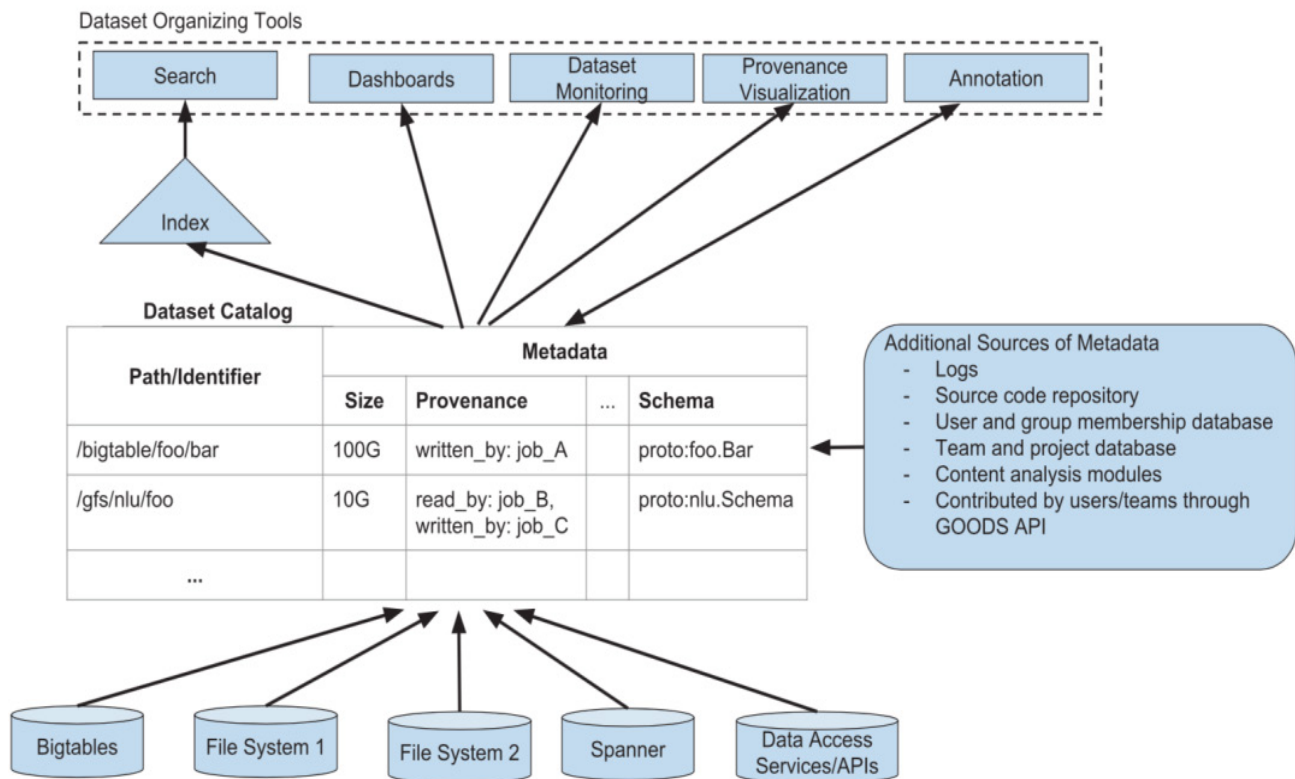 Dataset Organizing Tools
Search
Dashboards
Dataset
Monitoring
Provenance
Visualization
Annotation
Index
Dataset Catalog
Path/Identifier
Metadata
Size
Provenance
...
Schema
/bigtable/foo/bar
100G
written_by: job_A
proto:foo.Bar
/gfs/nlu/foo
10G
read_by: job_B,
written_by: job_C
proto:nlu.Schema
...
Additional Sources of Metadata
- Logs
- Source code repository
- User and group membership database
- Team and project database
- Content analysis modules
- Contributed by users/teams through
GOODS API
Bigtables
File System 1
File System 2
Spanner
Data Access
Services/APIs